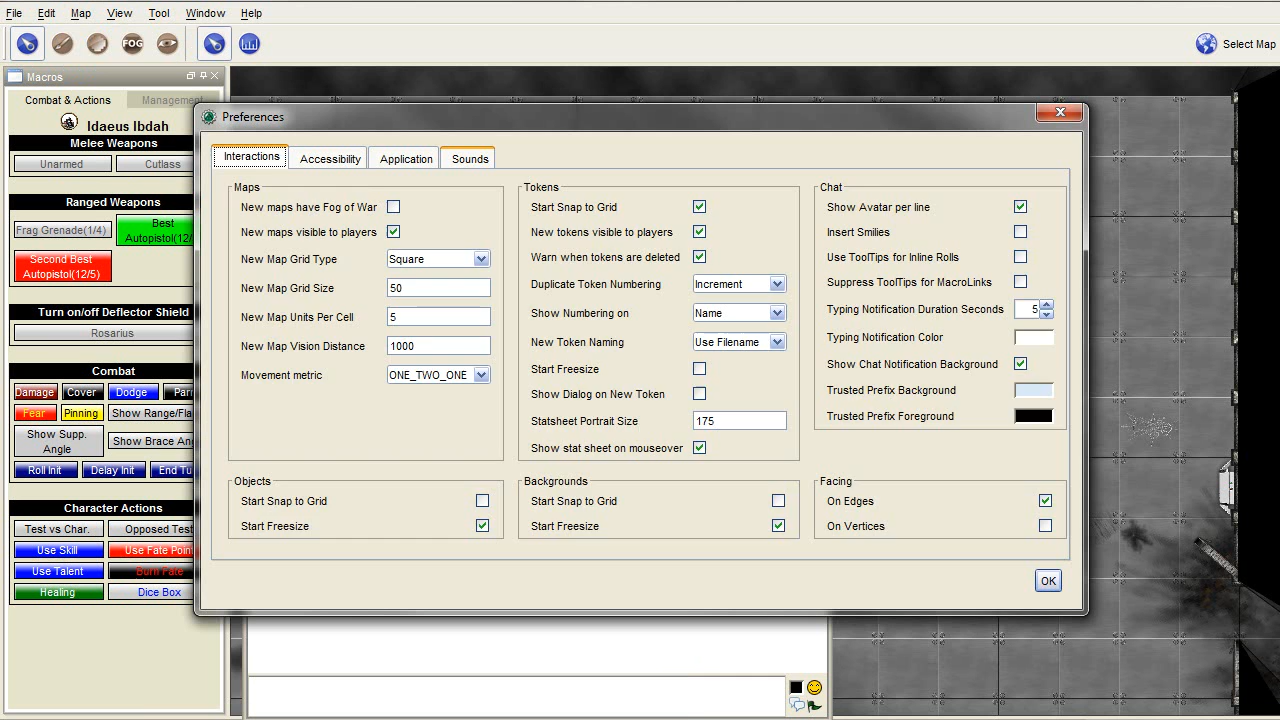 File Edit Map View Tool Window Help
FOG
Select Map
Macros
Combat & Actions
Management
Idaeus Ibdah
Melee Weapons
Unarmed Cutlass
Ranged Weapons
Frag Grenade(1/4)
Best
Autopistol(12/
Second Best
Autopistol(12/5)
Turn on/off Deflector Shield
Rosarius
Combat
Damage Cover Dodge Parr
Fear Pinning Show Range/Fla
Show Supp.
Angle
Show Brace Ang
Roll Init Delay Init End Tu
Character Actions
Test vs Char. Opposed Test
Use Skill Use Fate Point
Use Talent Burn Fate
Healing Dice Box
Preferences
Interactions Accessibility Application Sounds
Maps
New maps have Fog of War
New maps visible to players
New Map Grid Type Square
New Map Grid Size 50
New Map Units Per Cell 5
New Map Vision Distance 1000
Movement metric ONE_TWO_ONE
Tokens
Start Snap to Grid
New tokens visible to players
Warn when tokens are deleted
Duplicate Token Numbering Increment
Show Numbering on Name
New Token Naming Use Filename
Start Freesize
Show Dialog on New Token
Statsheet Portrait Size 175
Show stat sheet on mouseover
Chat
Show Avatar per line
Insert Smilies
Use ToolTips for Inline Rolls
Suppress ToolTips for MacroLinks
Typing Notification Duration Seconds 5
Typing Notification Color
Show Chat Notification Background
Trusted Prefix Background
Trusted Prefix Foreground
Objects
Start Snap to Grid
Start Freesize
Backgrounds
Start Snap to Grid
Start Freesize
Facing
On Edges
On Vertices
OK